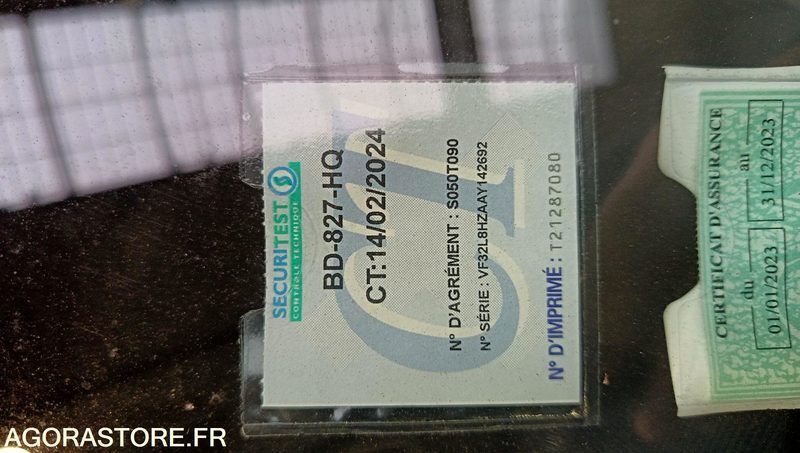 SECURITEST
CONTRÔLE TECHNIQUE
BD-827-HQ
CT:14/02/2024
N° D'AGRÉMENT : S050T090
N° SÉRIE : VF32L8HZAAY142692
N° D'IMPRIMÉ : T21287080
CERTIFICAT D'ASSURANCE
du au
01/01/2023 31/12/2023
AGORASTORE.FR